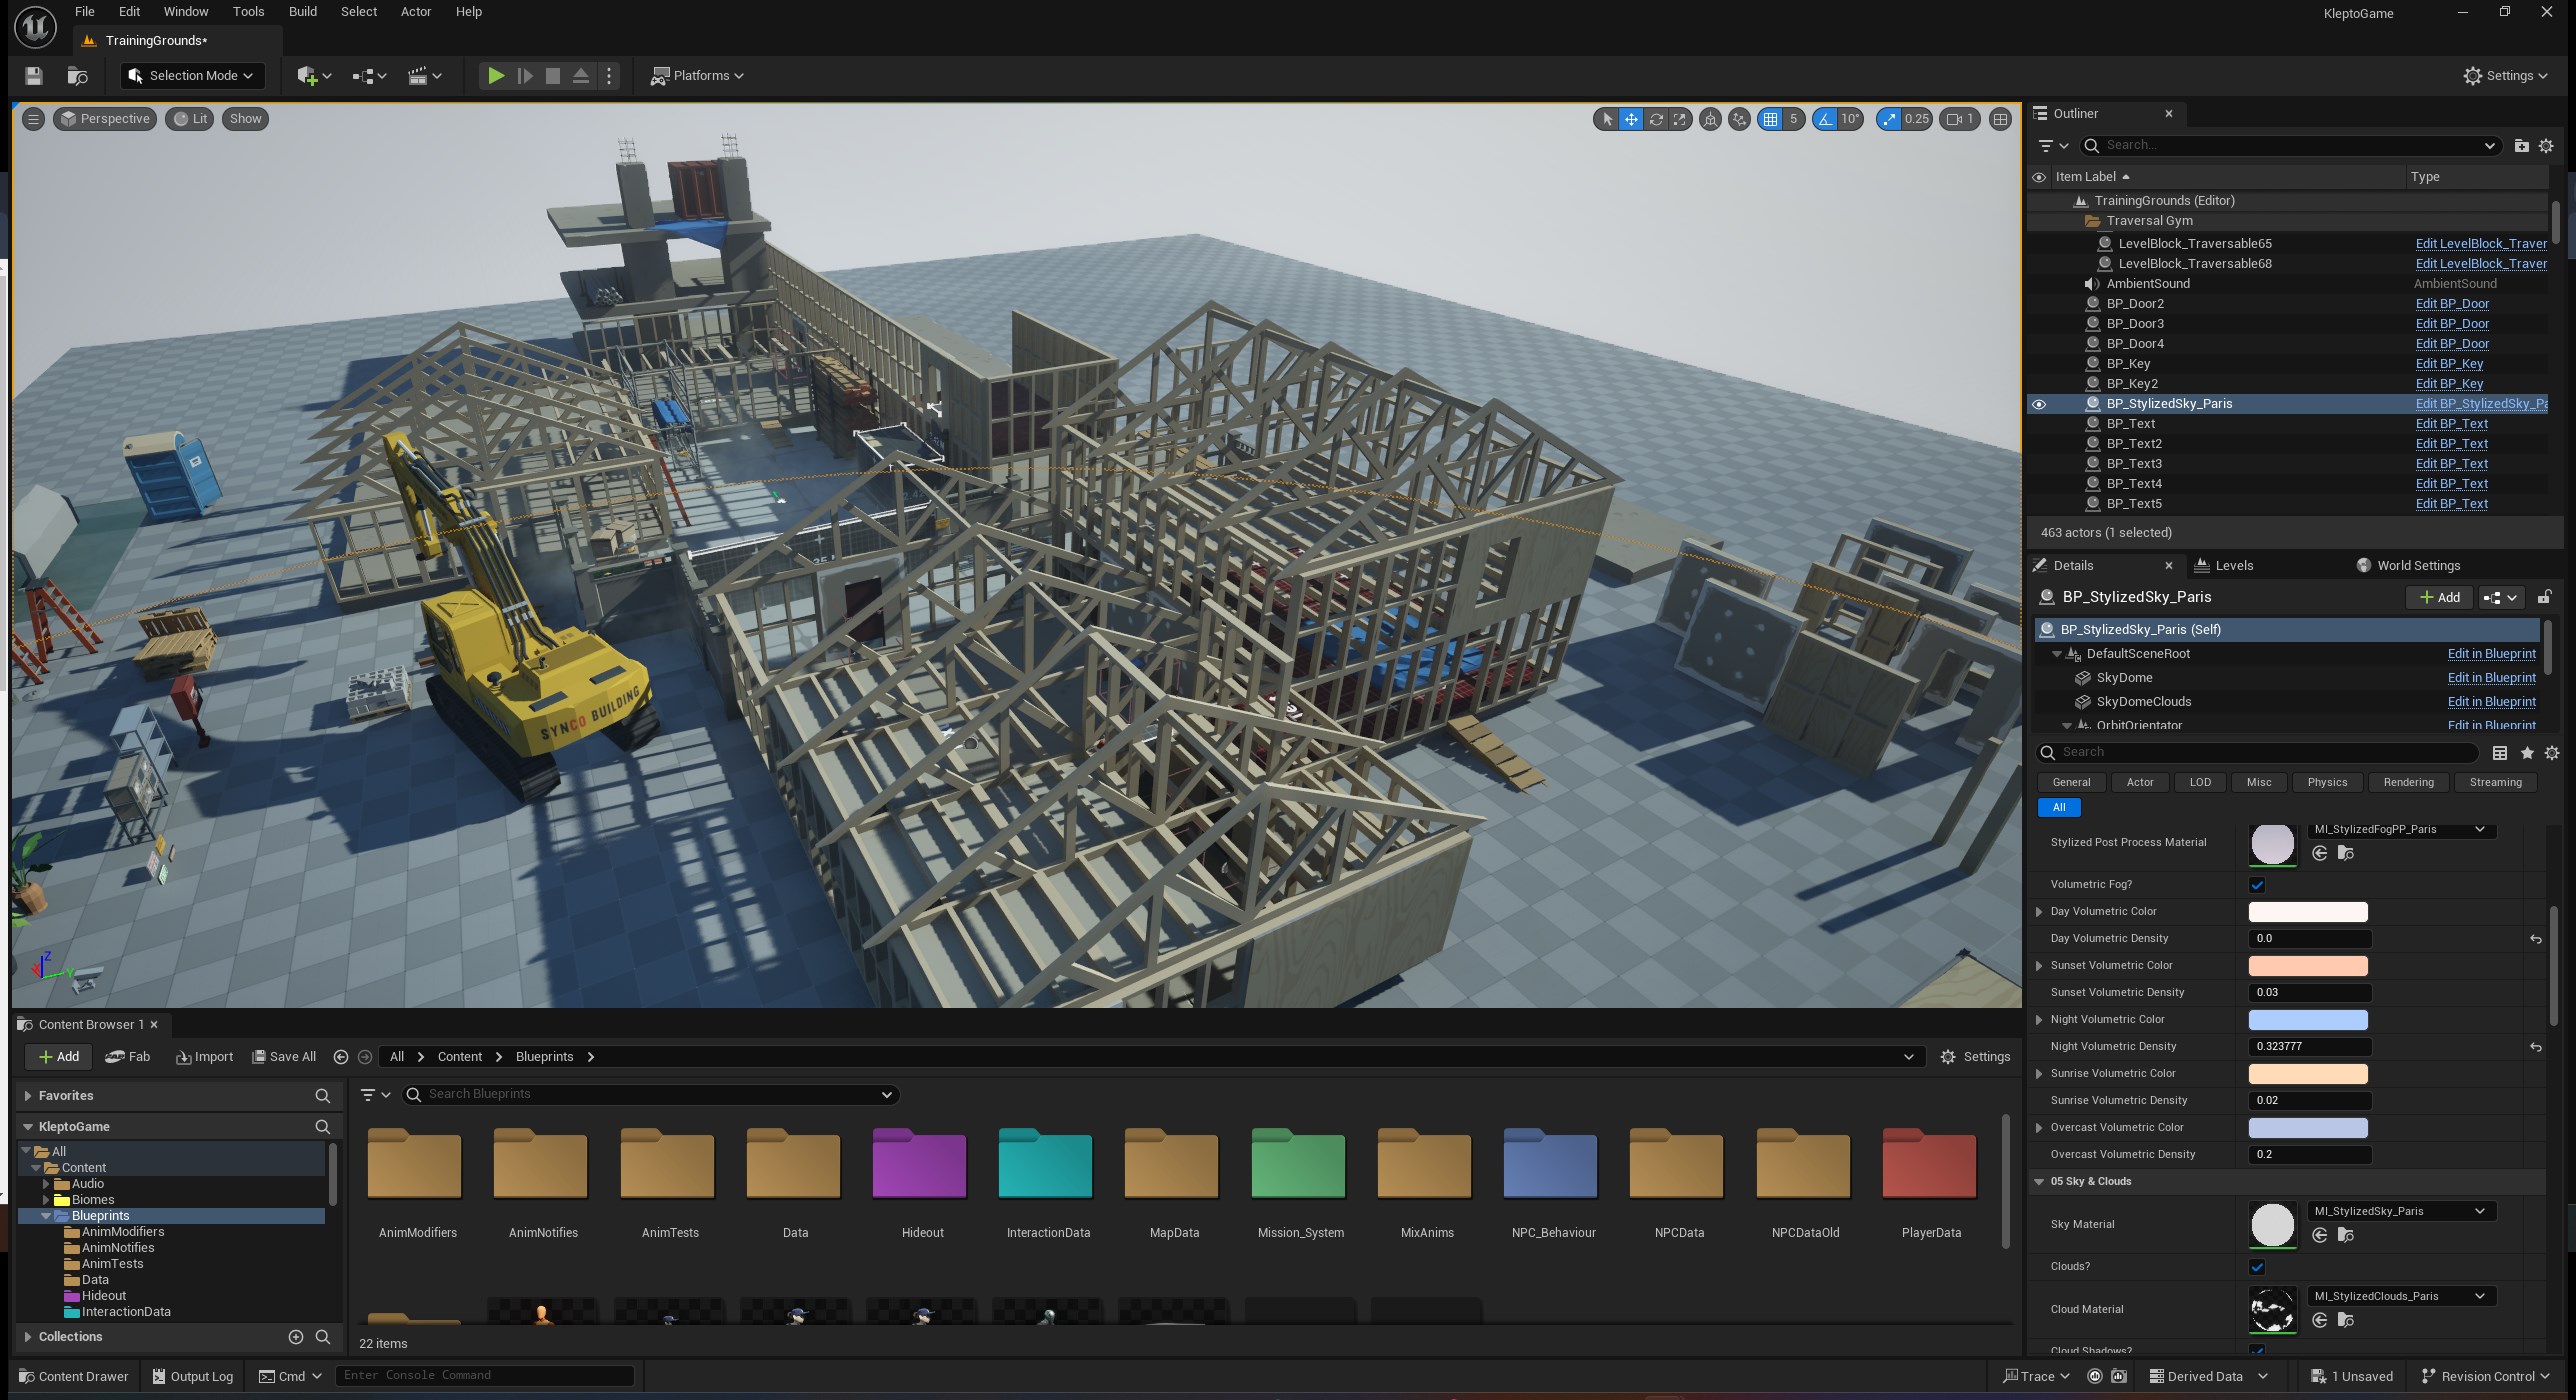 File Edit Window Tools Build Select Actor Help
KleptoGame
TrainingGrounds*
Selection Mode
Platforms
Settings
Perspective Lit Show
5 10° 0.25 1
SYNCO BUILDING
Z
Y
Outliner
Search...
Item Label Type
TrainingGrounds (Editor)
Traversal Gym
LevelBlock_Traversable65 Edit LevelBlock_Traver
LevelBlock_Traversable68 Edit LevelBlock_Traver
AmbientSound AmbientSound
BP_Door2 Edit BP_Door
BP_Door3 Edit BP_Door
BP_Door4 Edit BP_Door
BP_Key Edit BP_Key
BP_Key2 Edit BP_Key
BP_StylizedSky_Paris Edit BP_StylizedSky_Pa
BP_Text Edit BP_Text
BP_Text2 Edit BP_Text
BP_Text3 Edit BP_Text
BP_Text4 Edit BP_Text
BP_Text5 Edit BP_Text
463 actors (1 selected)
Details Levels World Settings
BP_StylizedSky_Paris Add
BP_StylizedSky_Paris (Self)
DefaultSceneRoot Edit in Blueprint
SkyDome Edit in Blueprint
SkyDomeClouds Edit in Blueprint
OrbitOrientator Edit in Blueprint
Search
General Actor LOD Misc Physics Rendering Streaming
All
MI_StylizedFogPP_Paris
Stylized Post Process Material
Volumetric Fog?
Day Volumetric Color
Day Volumetric Density 0.0
Sunset Volumetric Color
Sunset Volumetric Density 0.03
Night Volumetric Color
Night Volumetric Density 0.323777
Sunrise Volumetric Color
Sunrise Volumetric Density 0.02
Overcast Volumetric Color
Overcast Volumetric Density 0.2
05 Sky & Clouds
MI_StylizedSky_Paris
Sky Material
Clouds?
MI_StylizedClouds_Paris
Cloud Material
Cloud Shadows?
Content Browser 1
Add Fab Import Save All All Content Blueprints Settings
Favorites
KleptoGame
All
Content
Audio
Biomes
Blueprints
AnimModifiers
AnimNotifies
AnimTests
Data
Hideout
InteractionData
Collections
Search Blueprints
AnimModifiers AnimNotifies AnimTests Data Hideout InteractionData MapData Mission_System MixAnims NPC_Behaviour NPCData NPCDataOld PlayerData
22 items
Content Drawer Output Log Cmd Enter Console Command Trace Derived Data 1 Unsaved Revision Control